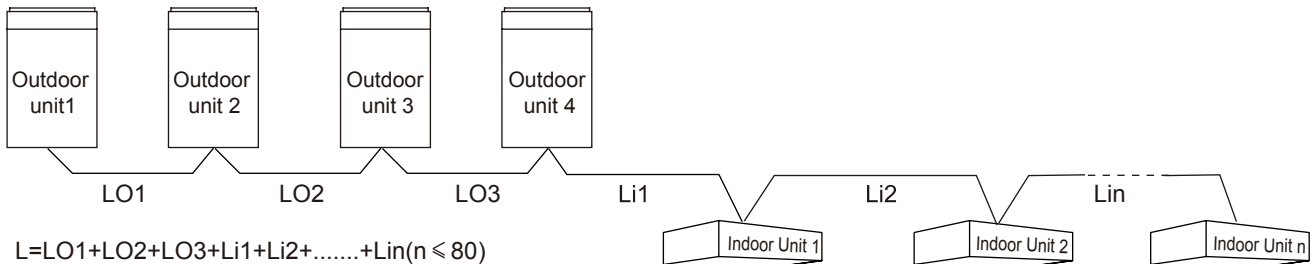 Outdoor
unit1
Outdoor
unit 2
Outdoor
unit 3
Outdoor
unit 4
LO1
LO2
LO3
Li1
Li2
Lin
L=LO1+LO2+LO3+Li1+Li2+.......+Lin(n ≤ 80)
Indoor Unit 1
Indoor Unit 2
Indoor Unit n